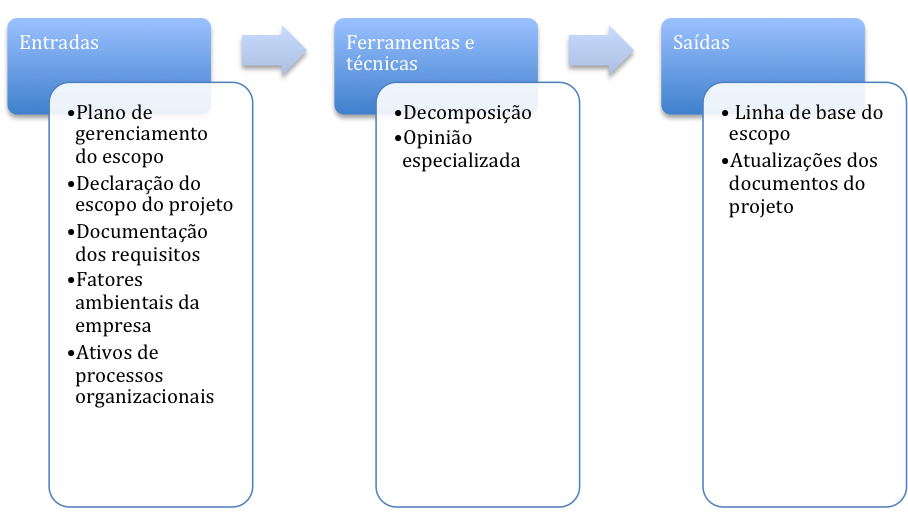 Entradas
•Plano de
gerenciamento
do escopo
•Declaração do
escopo do projeto
•Documentação
dos requisitos
•Fatores
ambientais da
empresa
•Ativos de
processos
organizacionais
Ferramentas e
técnicas
•Decomposição
•Opinião
especializada
Saídas
• Linha de base do
escopo
•Atualizações dos
documentos do
projeto